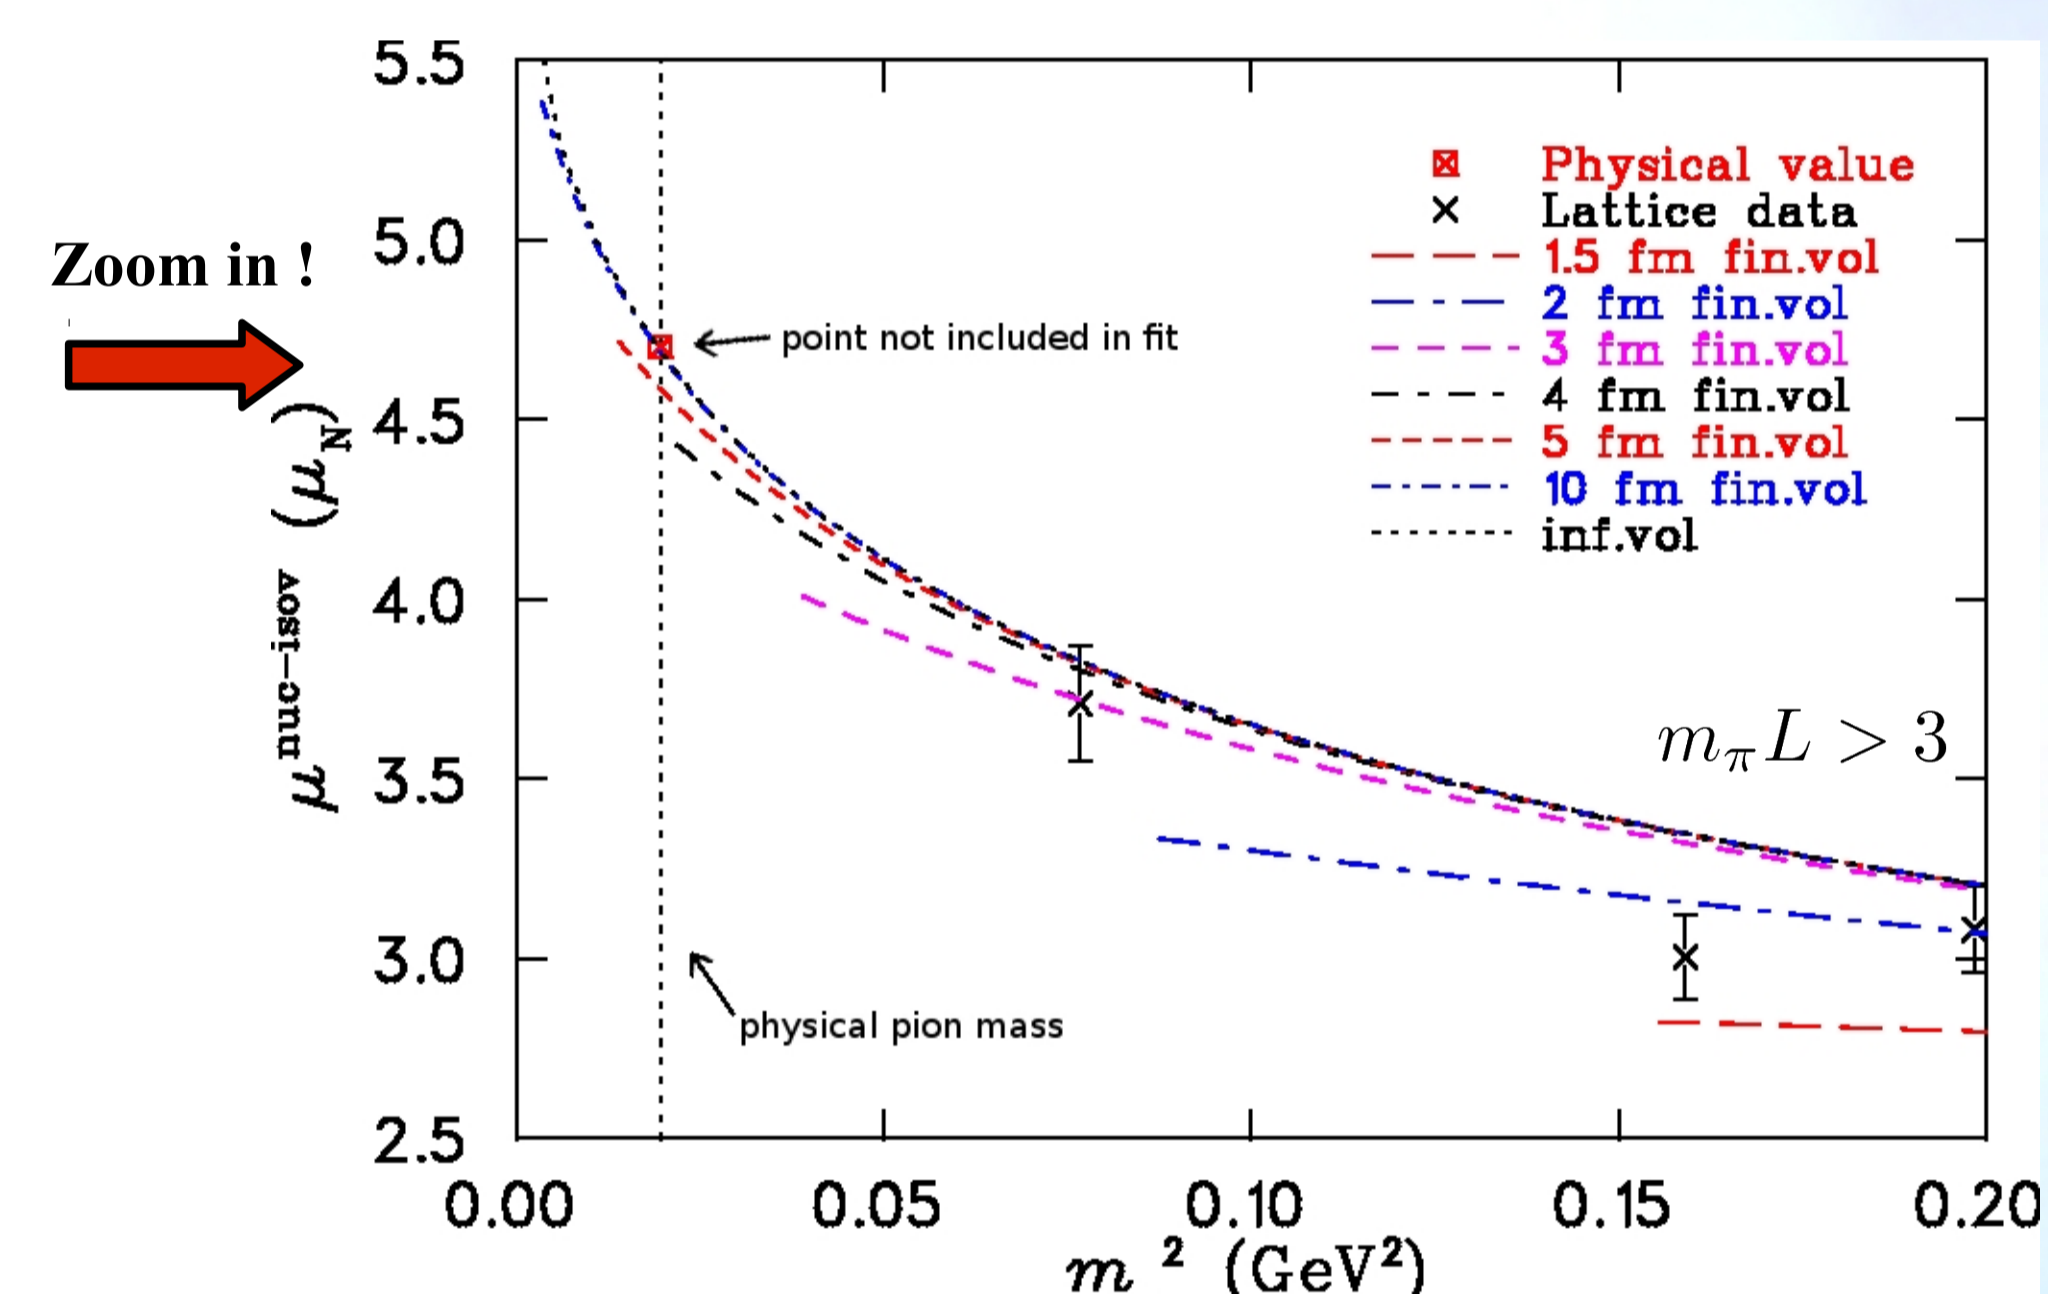 Zoom in !
μ^nuc-isov (μ_N)
5.5
5.0
4.5
4.0
3.5
3.0
2.5
Physical value
Lattice data
1.5 fm fin.vol
2 fm fin.vol
3 fm fin.vol
4 fm fin.vol
5 fm fin.vol
10 fm fin.vol
inf.vol
point not included in fit
m_π L > 3
physical pion mass
0.00 0.05 0.10 0.15 0.20
m ² (GeV²)